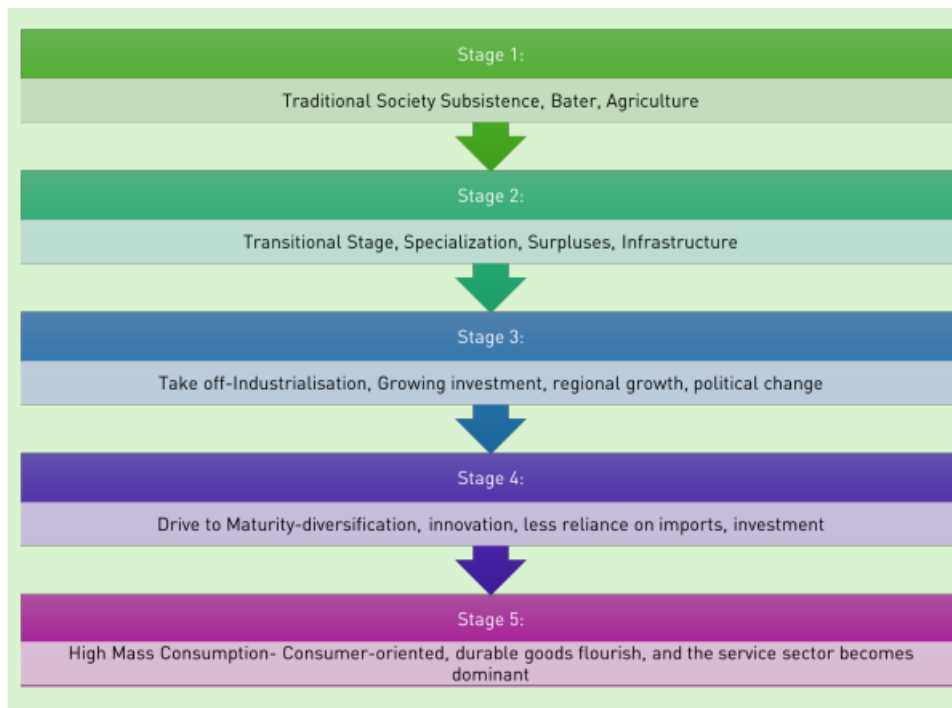 Stage 1:
Traditional Society Subsistence, Bater, Agriculture
Stage 2:
Transitional Stage, Specialization, Surpluses, Infrastructure
Stage 3:
Take off-Industrialisation, Growing investment, regional growth, political change
Stage 4:
Drive to Maturity-diversification, innovation, less reliance on imports, investment
Stage 5:
High Mass Consumption- Consumer-oriented, durable goods flourish, and the service sector becomes
dominant